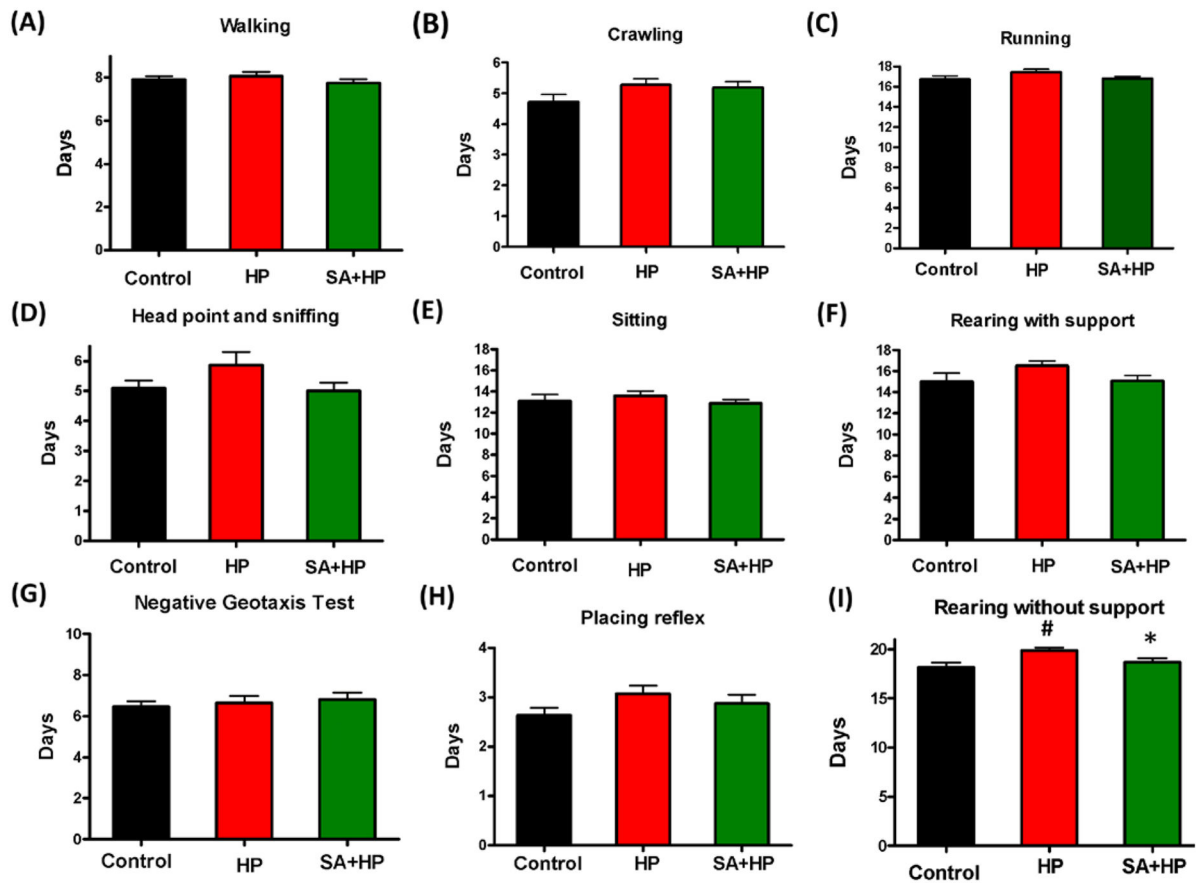 (A)
Walking
Days
8
6
4
2
0
Control HP SA+HP
(B)
Crawling
Days
6
5
4
3
2
1
0
Control HP SA+HP
(C)
Running
Days
18
16
14
12
10
8
6
4
2
0
Control HP SA+HP
(D)
Head point and sniffing
Days
6
5
4
3
2
1
0
Control HP SA+HP
(E)
Sitting
Days
18
16
14
12
10
8
6
4
2
0
Control HP SA+HP
(F)
Rearing with support
Days
18
16
14
12
10
8
6
4
2
0
Control HP SA+HP
(G)
Negative Geotaxis Test
Days
10
8
6
4
2
0
Control HP SA+HP
(H)
Placing reflex
Days
4
3
2
1
0
Control HP SA+HP
(I)
Rearing without support
# *
Days
20
15
10
5
0
Control HP SA+HP